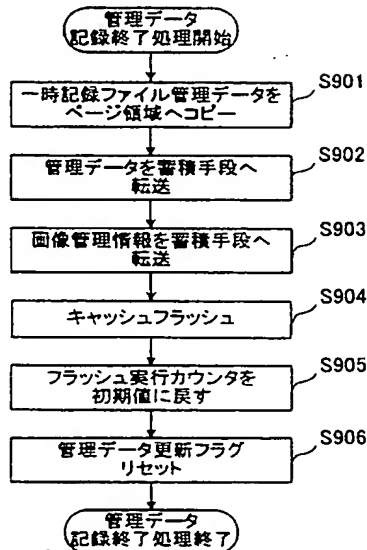 管理データ
記録終了処理開始
S901
一時記録ファイル管理データを
ページ領域へコピー
S902
管理データを蓄積手段へ
転送
S903
画像管理情報を蓄積手段へ
転送
S904
キャッシュフラッシュ
S905
フラッシュ実行カウンタを
初期値に戻す
S906
管理データ更新フラグ
リセット
管理データ
記録終了処理終了